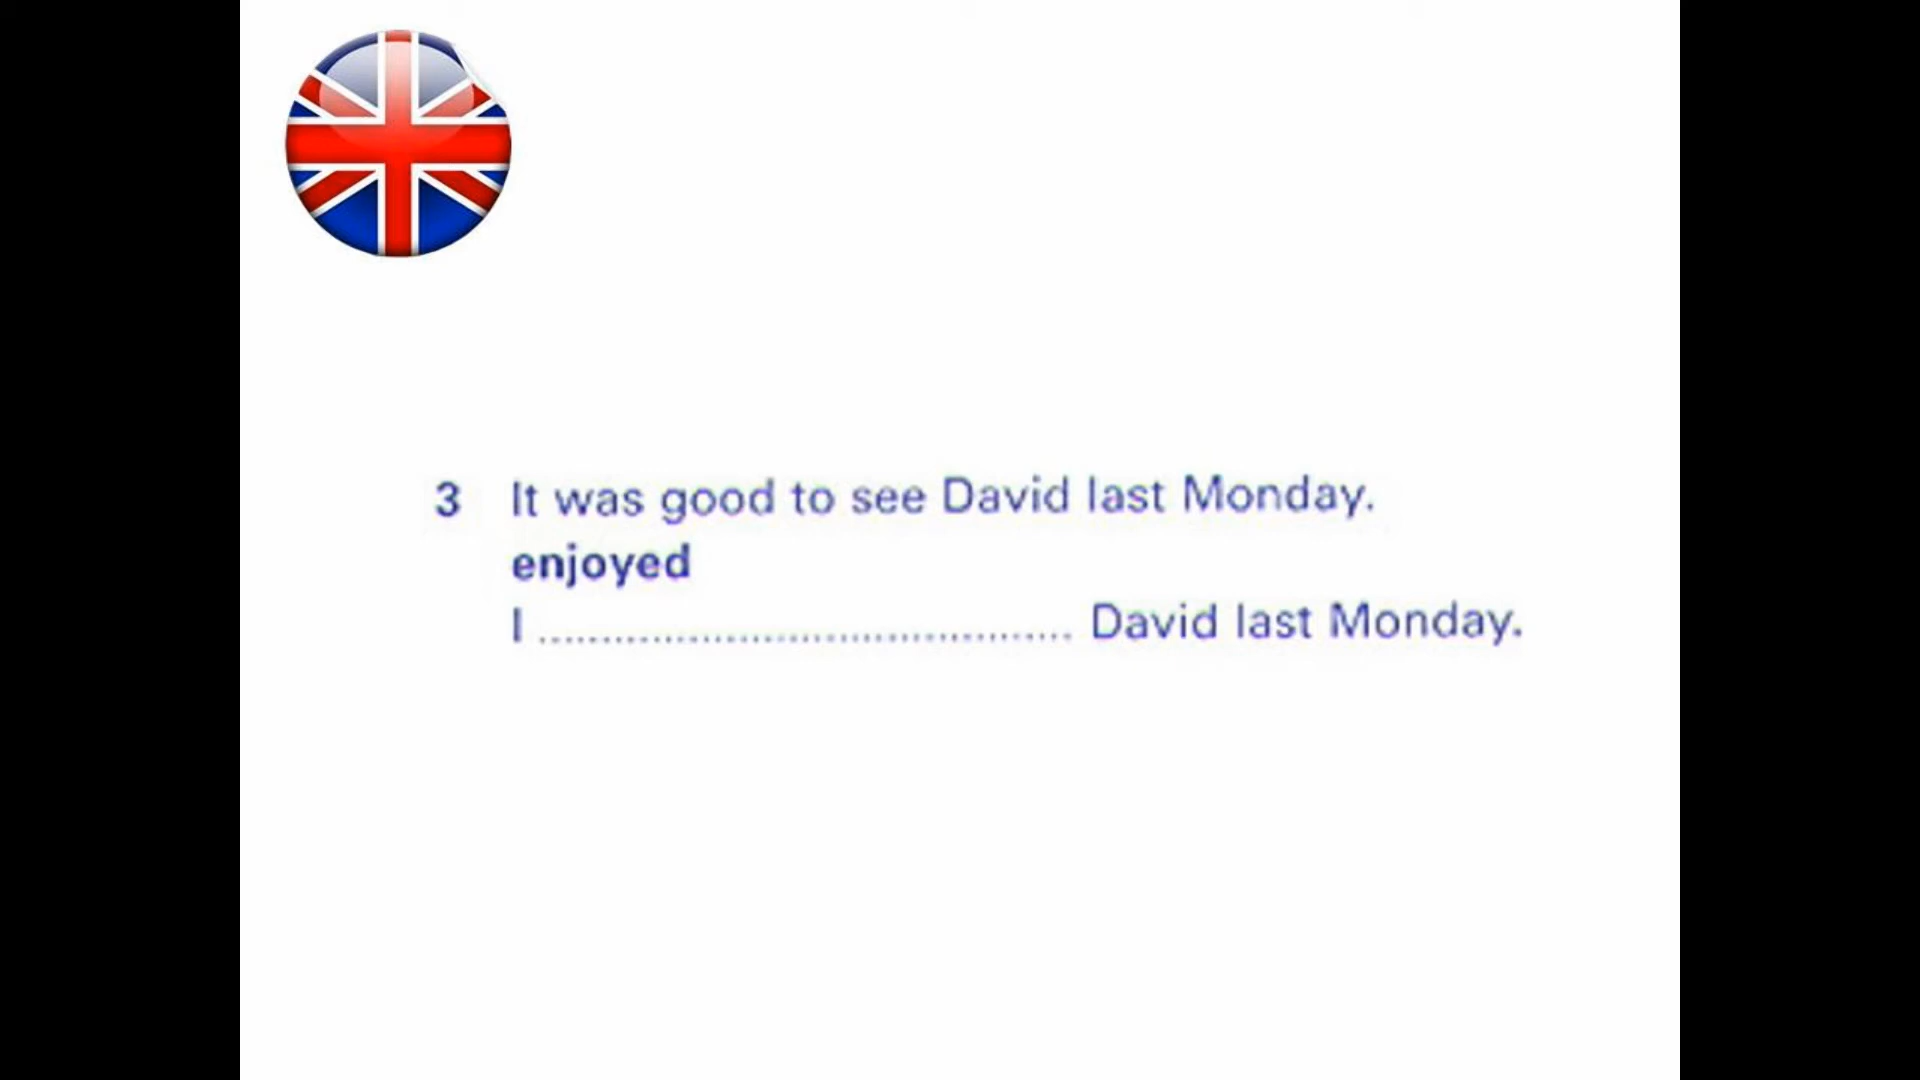 3 It was good to see David last Monday.
enjoyed
I ........................................ David last Monday.